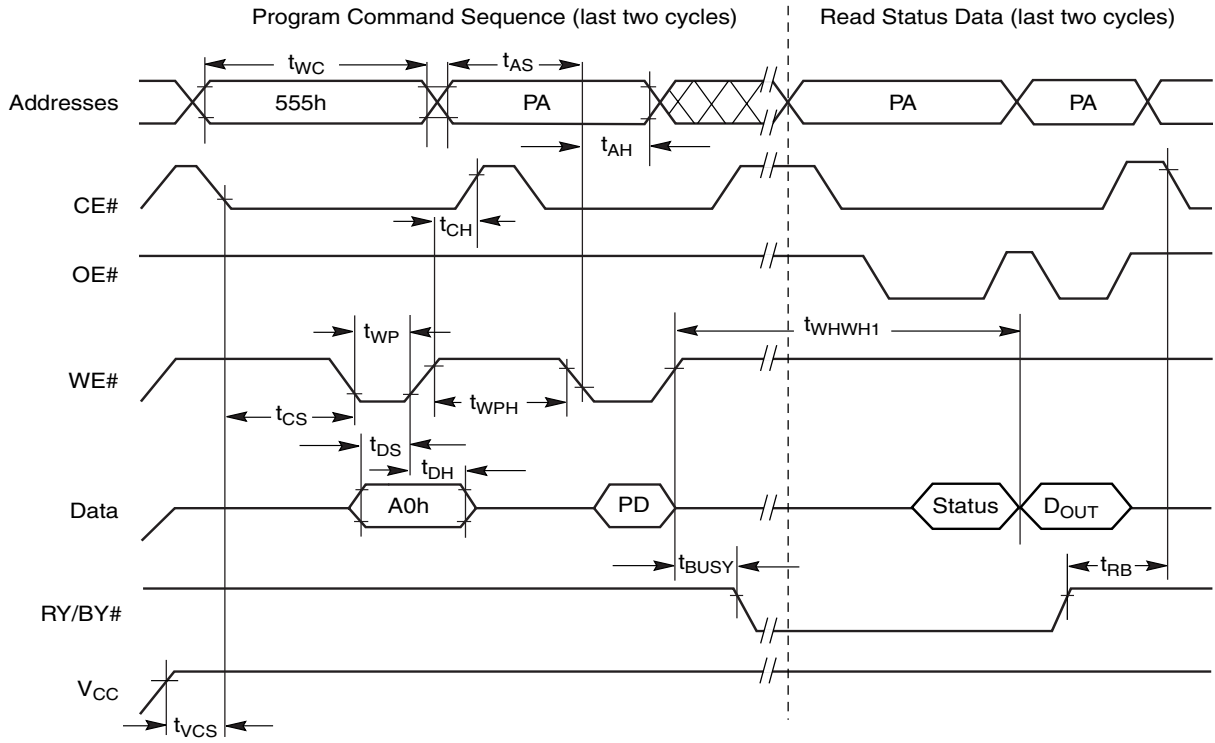 Program Command Sequence (last two cycles) Read Status Data (last two cycles)
tWC tAS
Addresses 555h PA PA PA
tAH
CE#
tCH
OE#
tWP tWHWH1
WE#
tCS tWPH
tDS
tDH
Data A0h PD Status DOUT
tBUSY tRB
RY/BY#
VCC
tVCS